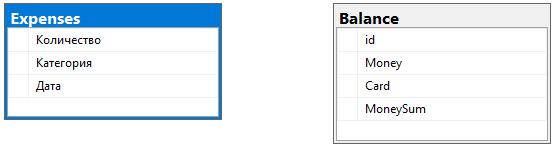 Expenses
Количество
Категория
Дата
Balance
id
Money
Card
MoneySum